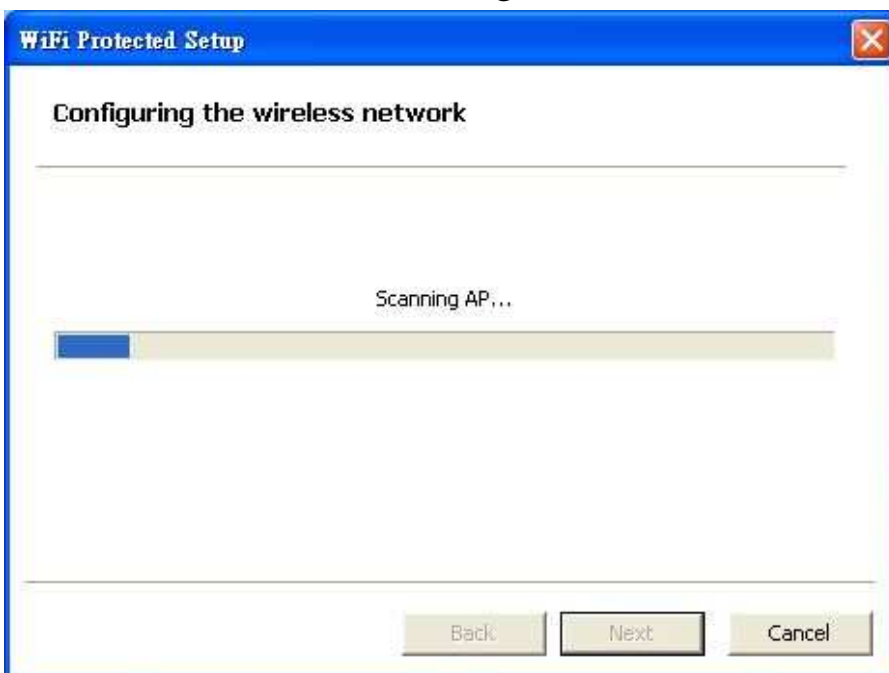 WiFi Protected Setup
Configuring the wireless network
Scanning AP...
Back
Next
Cancel